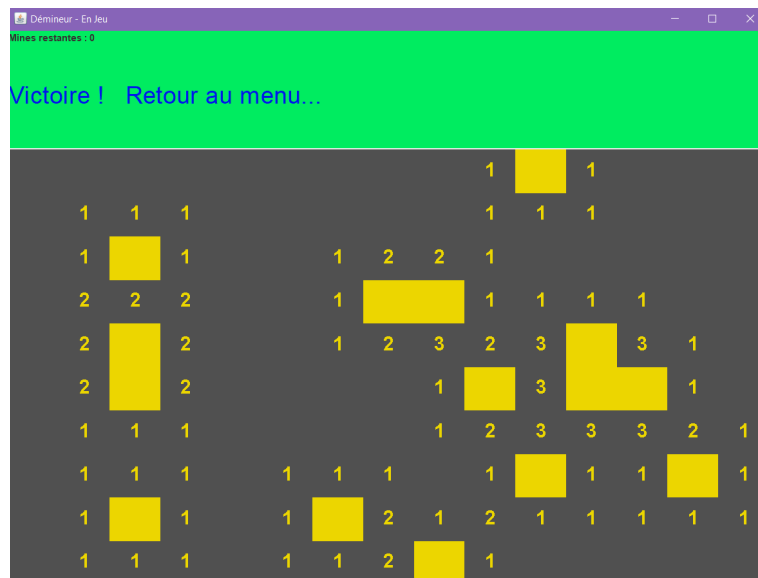 Démineur - En Jeu
Mines restantes : 0
Victoire ! Retour au menu...
1 1
1 1 1 1 1 1
1 1 1 2 2 1
2 2 2 1 1 1 1 1
2 2 1 2 3 2 3 3 1
2 2 1 3 1
1 1 1 1 2 3 3 3 2 1
1 1 1 1 1 1 1 1 1 1
1 1 1 2 1 2 1 1 1 1 1
1 1 1 1 1 2 1